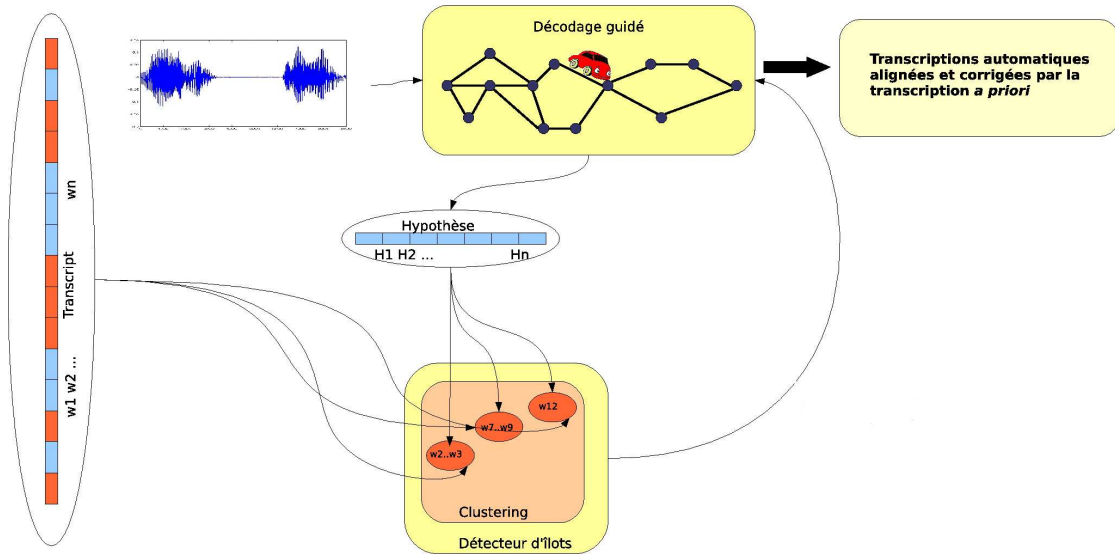 Décodage guidé
Transcriptions automatiques
alignées et corrigées par la
transcription a priori
wn
Transcript
w1 w2 ...
Hypothèse
H1 H2 ... Hn
w12
w7..w9
w2..w3
Clustering
Détecteur d'îlots